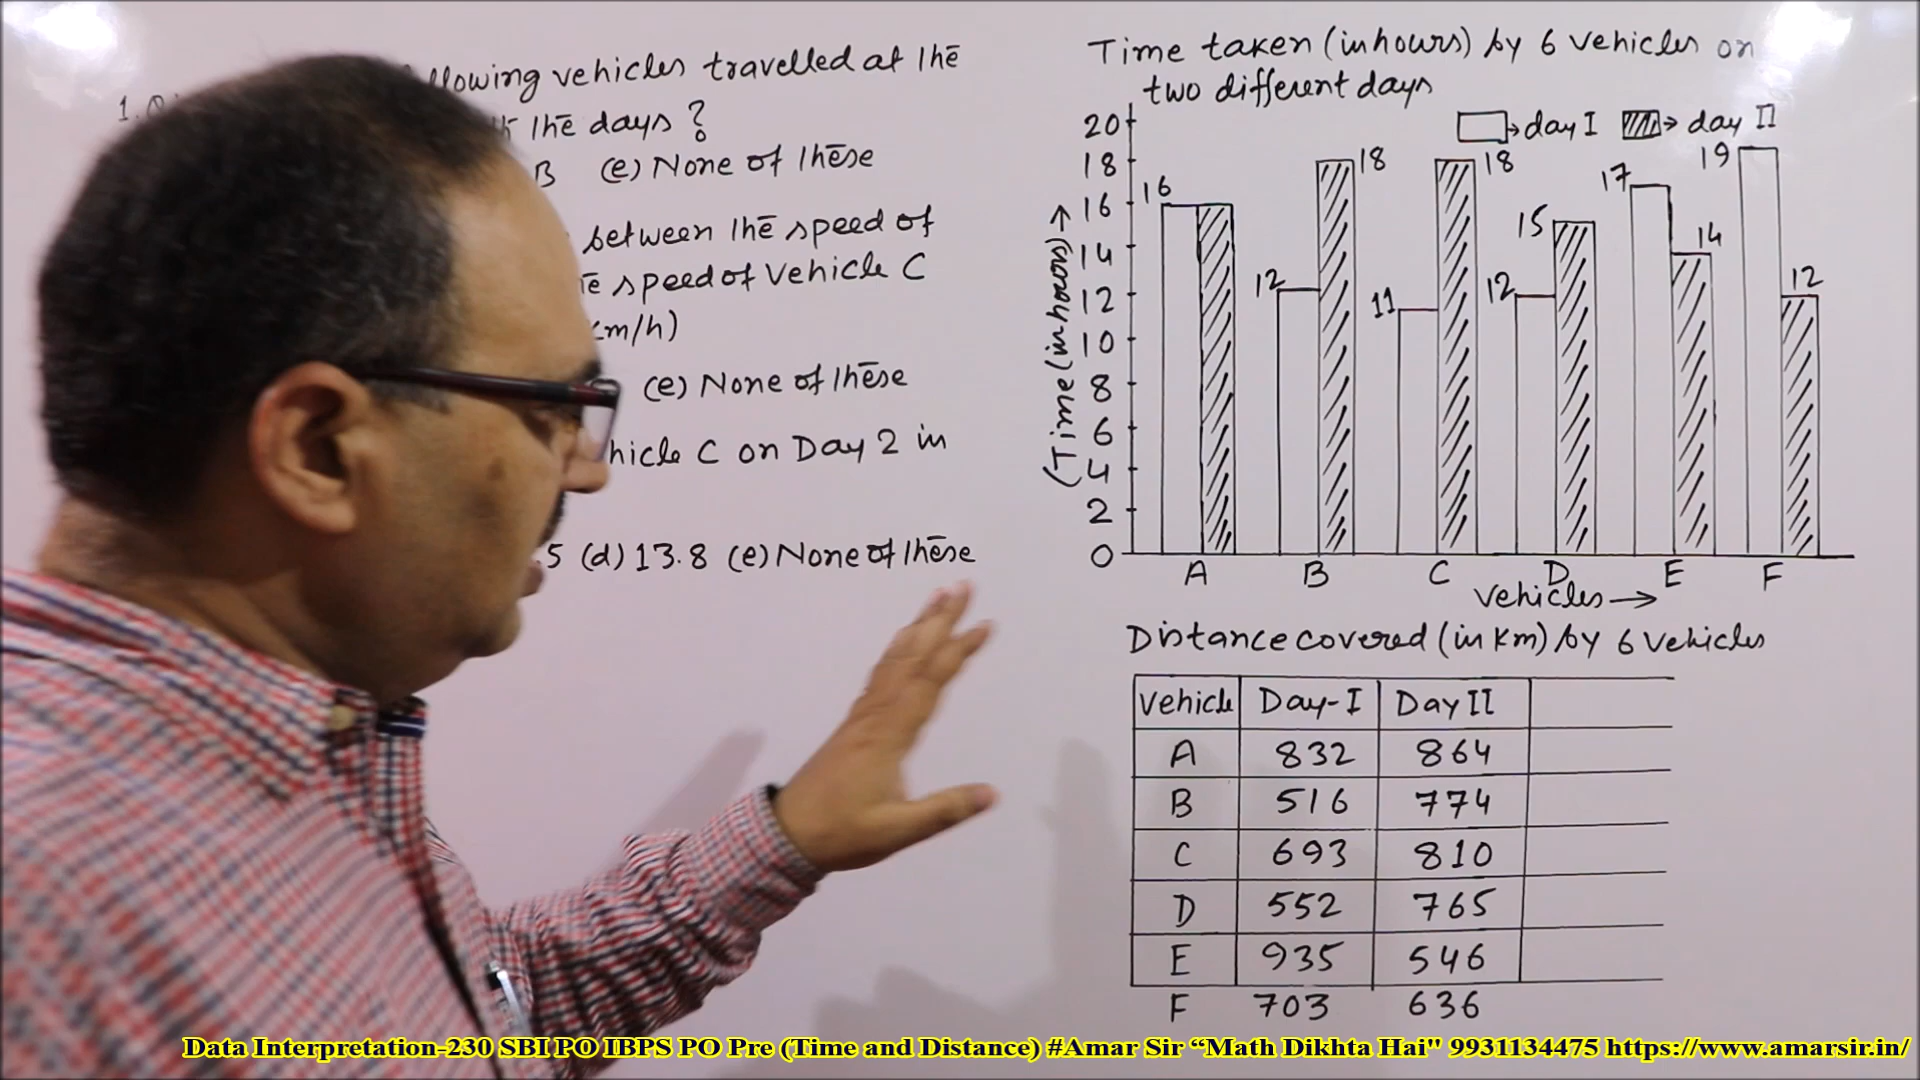 1.
llowing vehicles travelled at the
the days ?
B (e) None of these
between the speed of
speed of Vehicle C
m/h)
(e) None of these
hicle C on Day 2 in
.5 (d) 13.8 (e) None of these
Time taken (in hours) by 6 vehicles on
two different days
day I day II
20
18
16
14
12
10
8
6
4
2
0
(Time (in hours)
16
12 18
11 18
12 15
17 14
19 12
A B C D E F
Vehicles
Distance covered (in km) by 6 Vehicles
Vehicle Day-I Day II
A 832 864
B 516 774
C 693 810
D 552 765
E 935 546
F 703 636
Data Interpretation-230 SBI PO IBPS PO Pre (Time and Distance) #Amar Sir “Math Dikhta Hai" 9931134475 https://www.amarsir.in/